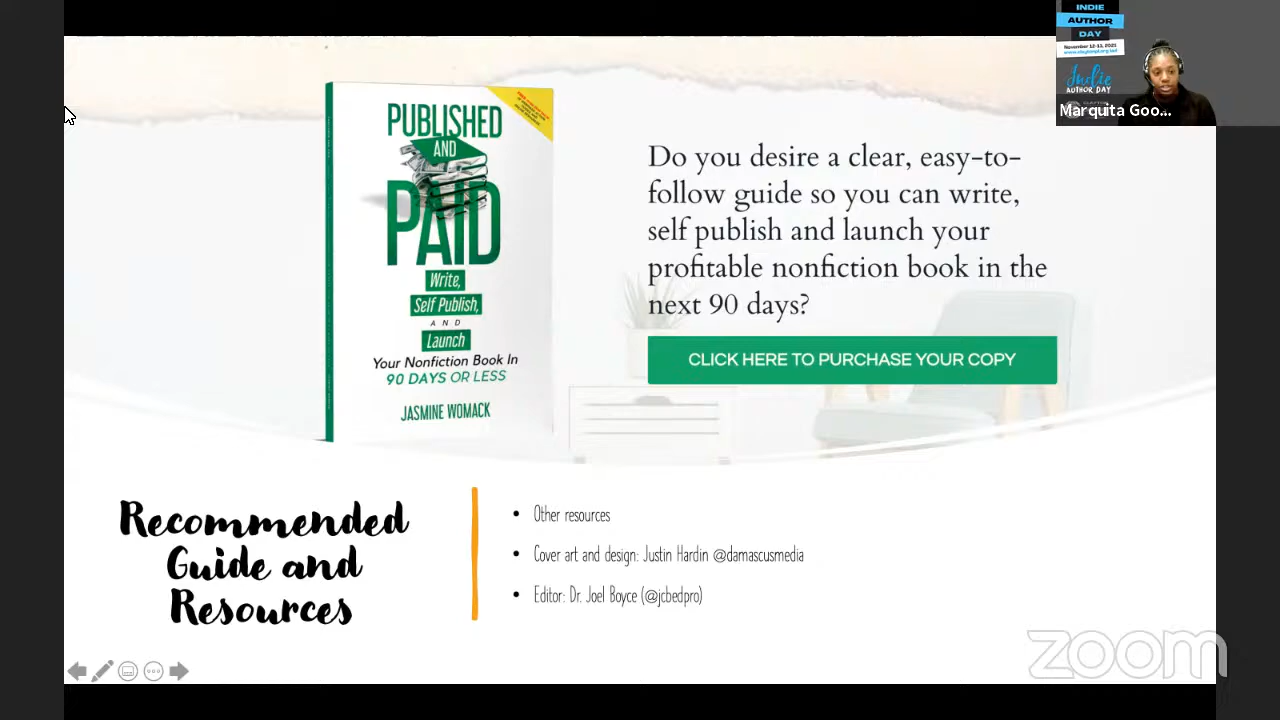 INDIE
AUTHOR
DAY
November 12-13, 2021
Indie
AUTHOR DAY
Marquita Goo...
PUBLISHED
AND
PAID
Write,
Self Publish,
AND
Launch
Your Nonfiction Book In
90 DAYS OR LESS
JASMINE WOMACK
Do you desire a clear, easy-to-
follow guide so you can write,
self publish and launch your
profitable nonfiction book in the
next 90 days?
CLICK HERE TO PURCHASE YOUR COPY
Recommended
Guide and
Resources
• Other resources
• Cover art and design: Justin Hardin @damascusmedia
• Editor: Dr. Joel Boyce (@jcbedpro)
zoom